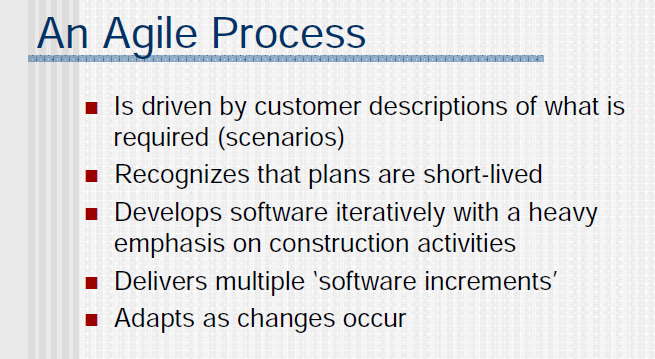 An Agile Process
Is driven by customer descriptions of what is
required (scenarios)
Recognizes that plans are short-lived
Develops software iteratively with a heavy
emphasis on construction activities
Delivers multiple ‘software increments’
Adapts as changes occur